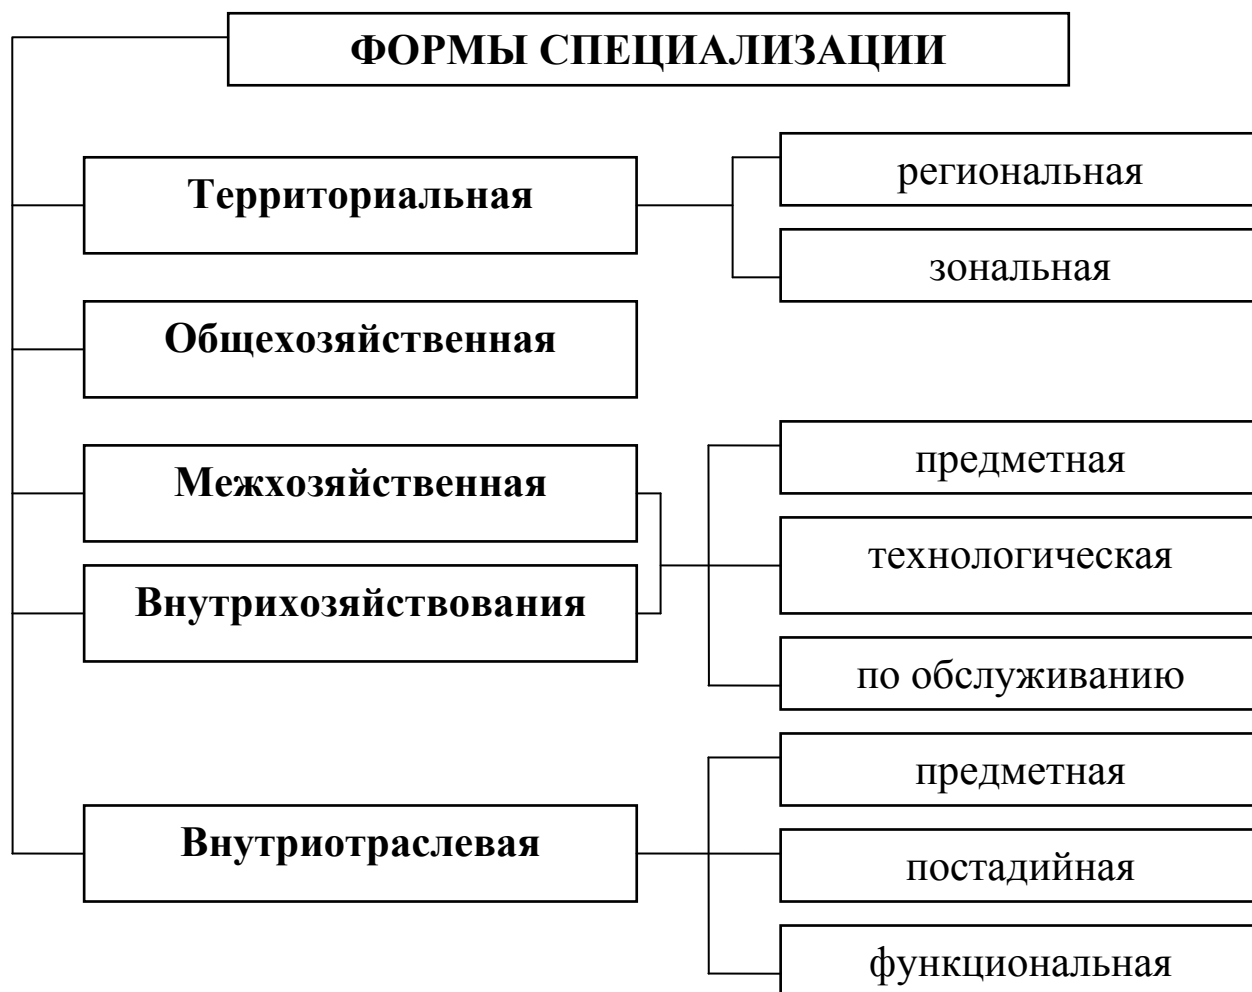 ФОРМЫ СПЕЦИАЛИЗАЦИИ
Территориальная
региональная
зональная
Общехозяйственная
Межхозяйственная
Внутрихозяйствования
предметная
технологическая
по обслуживанию
Внутриотраслевая
предметная
постадийная
функциональная